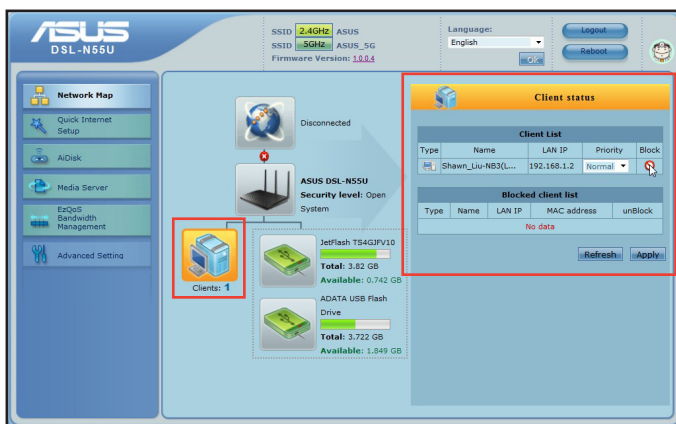 ASUS
DSL-N55U
SSID 2.4GHz ASUS
SSID 5GHz ASUS_5G
Firmware Version: 1.0.0.4
Language:
English
OK
Logout
Reboot
Network Map
Quick Internet
Setup
AiDisk
Media Server
EzQoS
Bandwidth
Management
Advanced Setting
Disconnected
ASUS DSL-N55U
Security level: Open
System
Clients: 1
JetFlash TS4GJFV10
Total: 3.82 GB
Available: 0.742 GB
ADATA USB Flash
Drive
Total: 3.722 GB
Available: 1.849 GB
Client status
Client List
Type Name LAN IP Priority Block
Shawn_Liu-NB3(L... 192.168.1.2 Normal
Blocked client list
Type Name LAN IP MAC address unBlock
No data
Refresh Apply